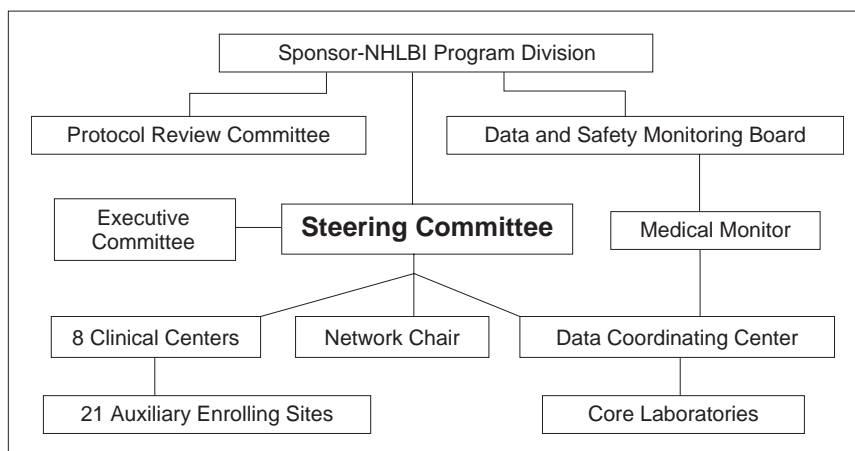 Sponsor-NHLBI Program Division
Protocol Review Committee
Data and Safety Monitoring Board
Executive
Committee
Steering Committee
Medical Monitor
8 Clinical Centers
Network Chair
Data Coordinating Center
21 Auxiliary Enrolling Sites
Core Laboratories